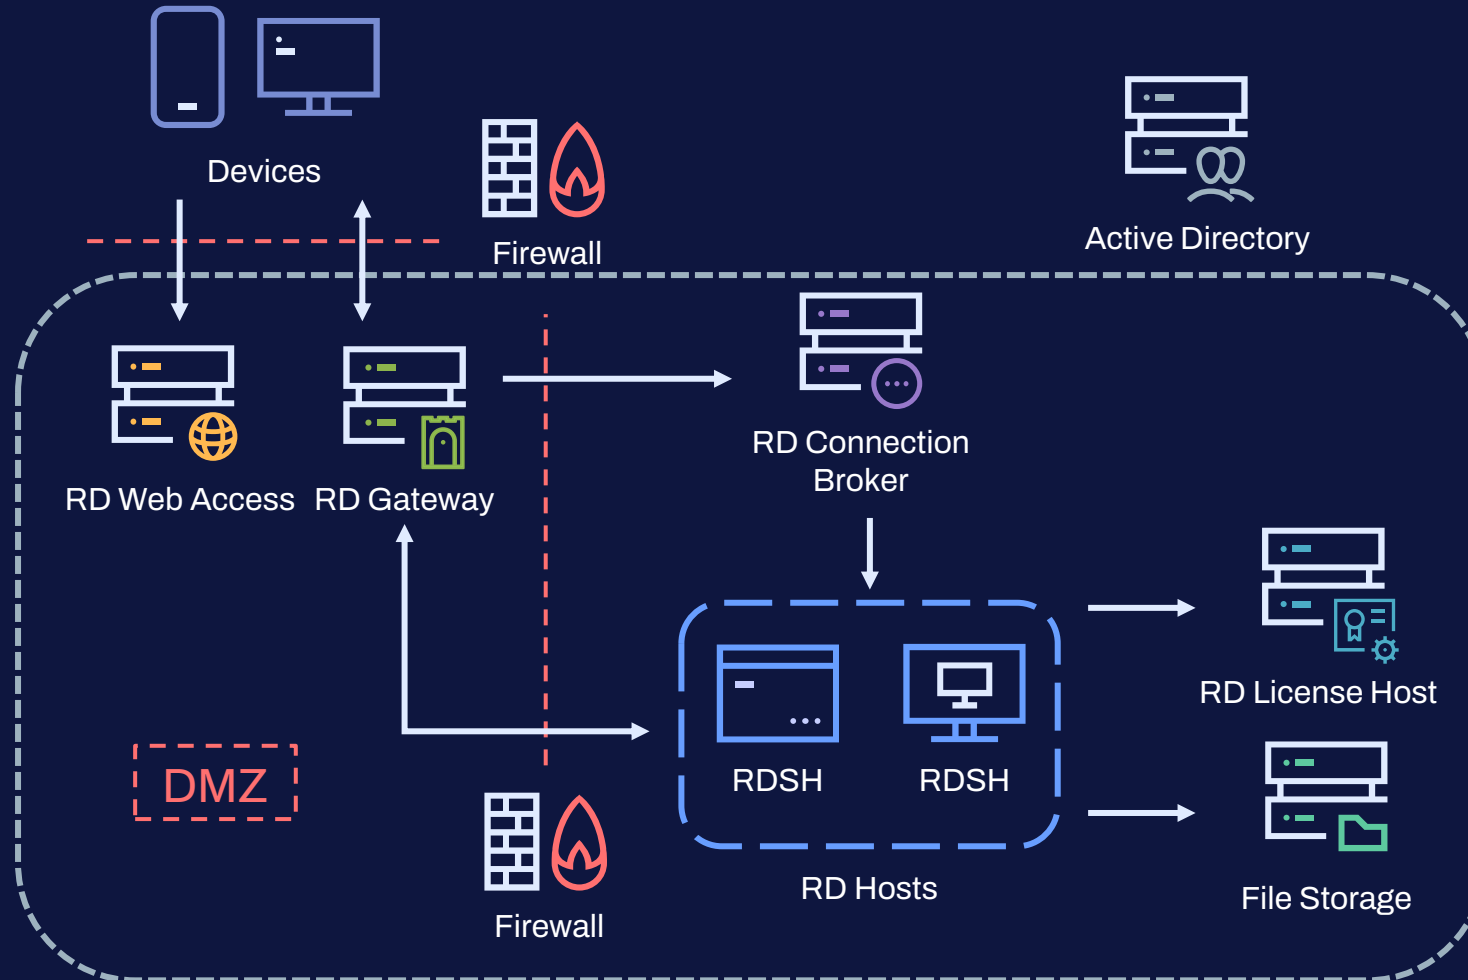 Devices
Firewall
Active Directory
RD Web Access
RD Gateway
RD Connection
Broker
RD License Host
RDSH
RDSH
DMZ
RD Hosts
File Storage
Firewall